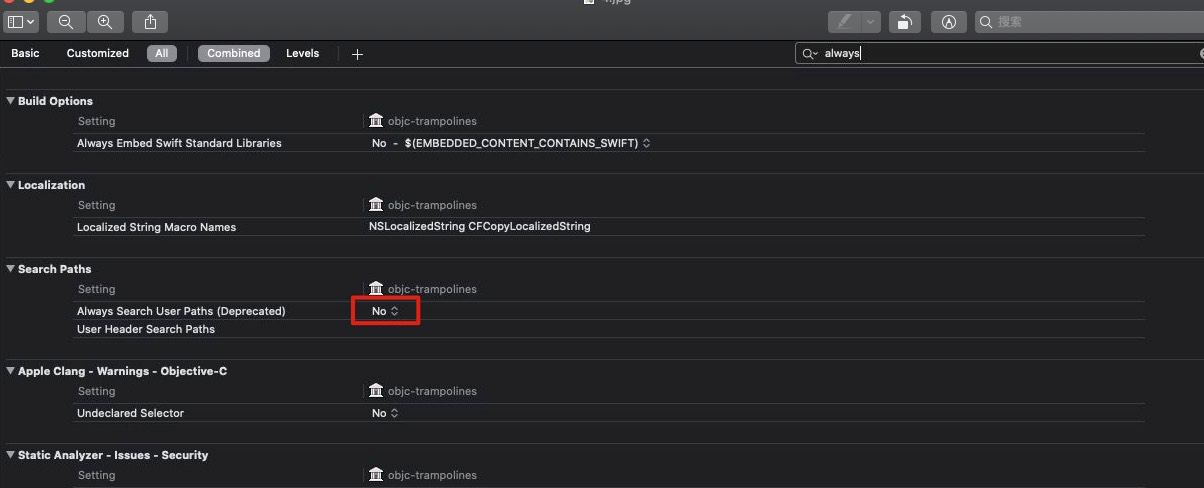 搜索
Basic Customized All Combined Levels +
always
Build Options
Setting objc-trampolines
Always Embed Swift Standard Libraries No - $(EMBEDDED_CONTENT_CONTAINS_SWIFT)
Localization
Setting objc-trampolines
Localized String Macro Names NSLocalizedString CFCopyLocalizedString
Search Paths
Setting objc-trampolines
Always Search User Paths (Deprecated) No
User Header Search Paths
Apple Clang - Warnings - Objective-C
Setting objc-trampolines
Undeclared Selector No
Static Analyzer - Issues - Security
Setting objc-trampolines